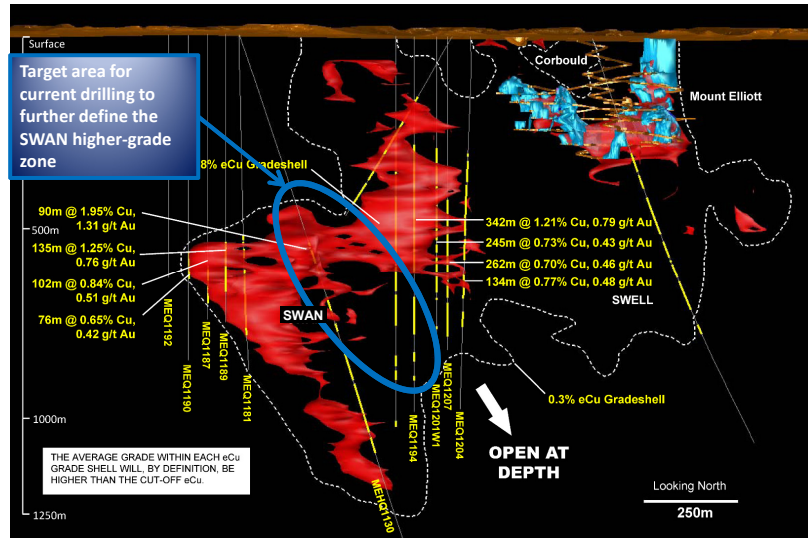 Surface
Target area for
current drilling to
further define the
SWAN higher-grade
zone
Corbould
Mount Elliott
8% eCu Gradeshell
90m @ 1.95% Cu,
1.31 g/t Au
500m
135m @ 1.25% Cu,
0.76 g/t Au
102m @ 0.84% Cu,
0.51 g/t Au
76m @ 0.65% Cu,
0.42 g/t Au
342m @ 1.21% Cu, 0.79 g/t Au
245m @ 0.73% Cu, 0.43 g/t Au
262m @ 0.70% Cu, 0.46 g/t Au
134m @ 0.77% Cu, 0.48 g/t Au
SWELL
SWAN
MEQ1192
MEQ1190
MEQ1187
MEQ1189
MEQ1181
MEQ1194
MEQ1201W1
MEQ1207
MEQ1204
0.3% eCu Gradeshell
1000m
OPEN AT
DEPTH
THE AVERAGE GRADE WITHIN EACH eCu
GRADE SHELL WILL, BY DEFINITION, BE
HIGHER THAN THE CUT-OFF eCu.
MEHQ1130
Looking North
250m
1250m